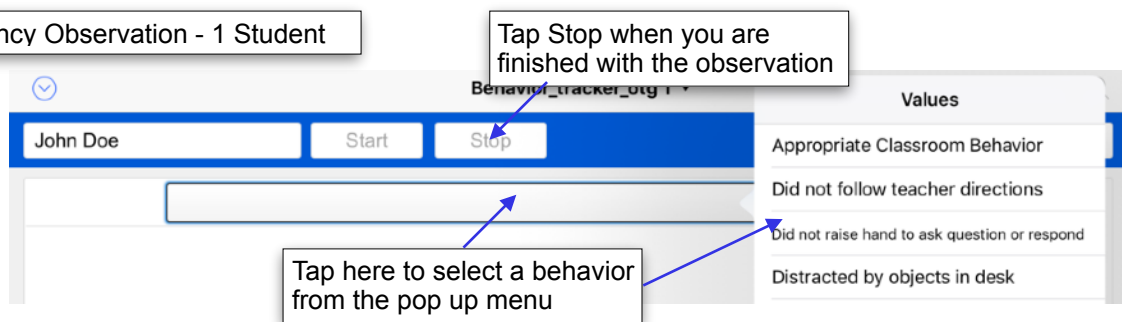 Observation - 1 Student
Tap Stop when you are
finished with the observation
Values
John Doe
Start
Stop
Appropriate Classroom Behavior
Did not follow teacher directions
Did not raise hand to ask question or respond
Distracted by objects in desk
Tap here to select a behavior
from the pop up menu